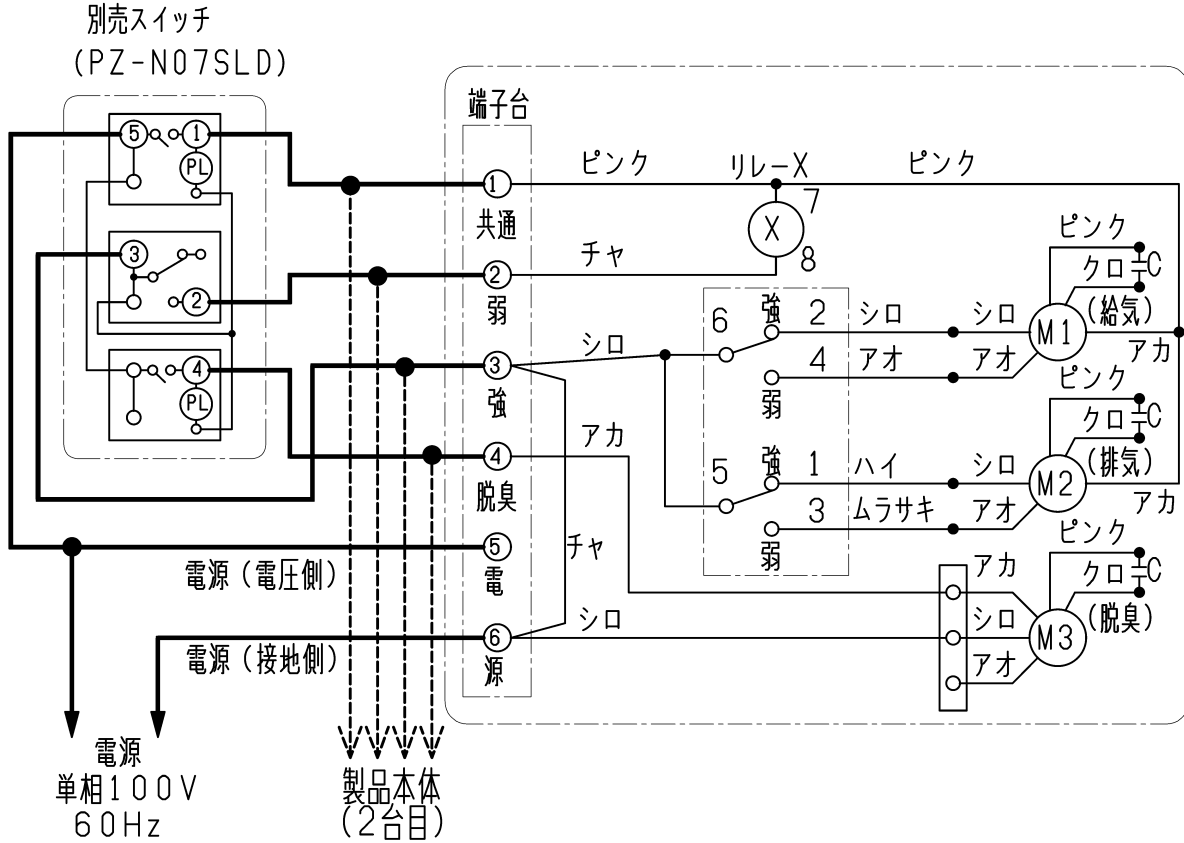 別売スイッチ
(PZ-N07SLD)
5
1
PL
3
2
4
PL
端子台
1
共通
2
弱
3
強
4
脱臭
5
電
6
源
ピンク
リレーX
ピンク
X
7
8
チャ
シロ
アカ
チャ
シロ
6
強
2
シロ
シロ
4
アオ
アオ
弱
5
強
1
ハイ
シロ
3
ムラサキ
アオ
弱
ピンク
クロ
C
(給気)
M1
アカ
ピンク
クロ
C
(排気)
M2
アカ
ピンク
クロ
C
(脱臭)
M3
アカ
シロ
アオ
電源(電圧側)
電源(接地側)
電源
単相100V
60Hz
製品本体
(2台目)